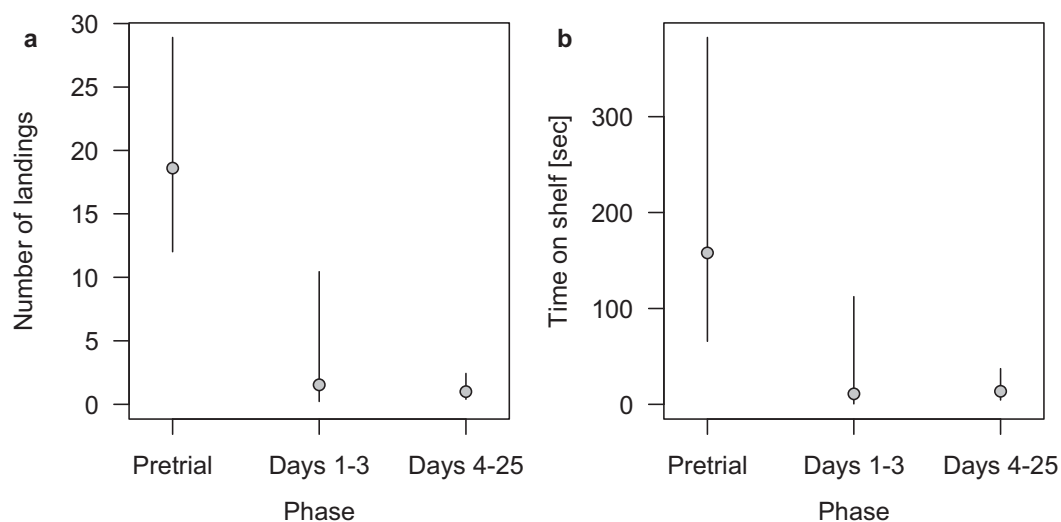 a
Number of landings
30
25
20
15
10
5
0
Pretrial Days 1-3 Days 4-25
Phase
b
Time on shelf [sec]
300
200
100
0
Pretrial Days 1-3 Days 4-25
Phase